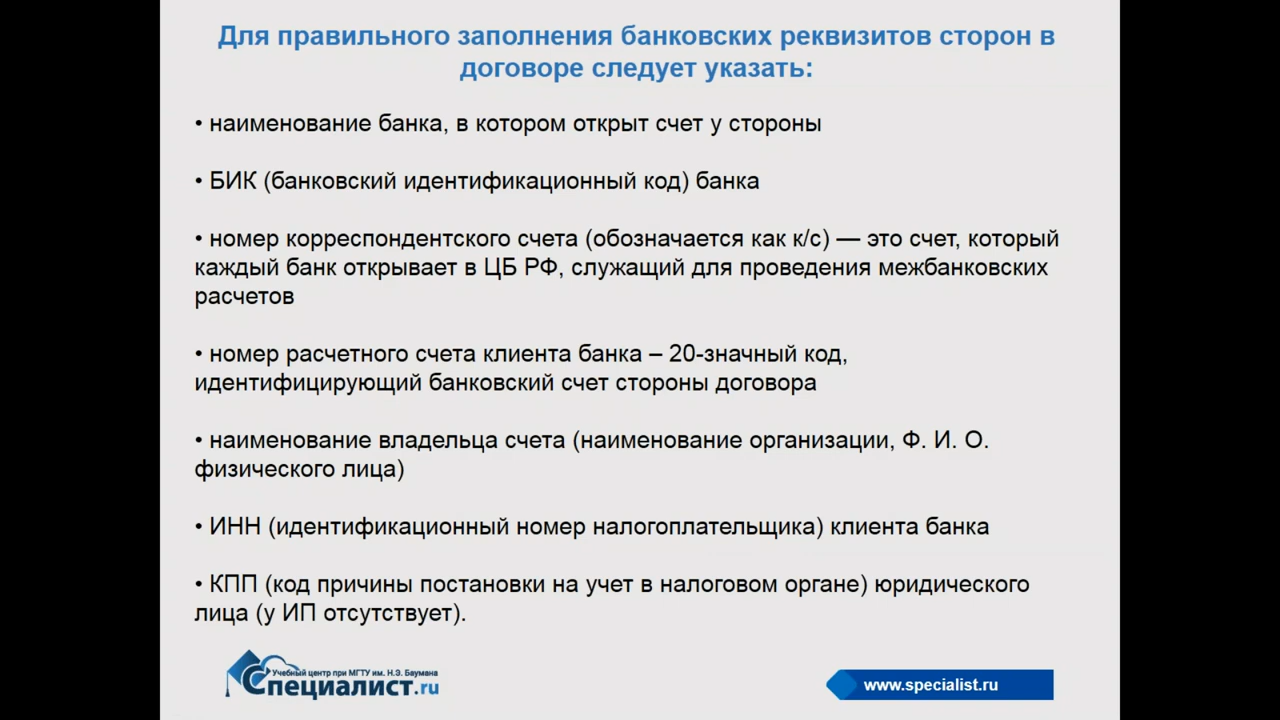 Для правильного заполнения банковских реквизитов сторон в
договоре следует указать:
• наименование банка, в котором открыт счет у стороны
• БИК (банковский идентификационный код) банка
• номер корреспондентского счета (обозначается как к/с) — это счет, который
каждый банк открывает в ЦБ РФ, служащий для проведения межбанковских
расчетов
• номер расчетного счета клиента банка – 20-значный код,
идентифицирующий банковский счет стороны договора
• наименование владельца счета (наименование организации, Ф. И. О.
физического лица)
• ИНН (идентификационный номер налогоплательщика) клиента банка
• КПП (код причины постановки на учет в налоговом органе) юридического
лица (у ИП отсутствует).
Учебный центр при МГТУ им. Н.Э. Баумана
Специалист.ru
www.specialist.ru